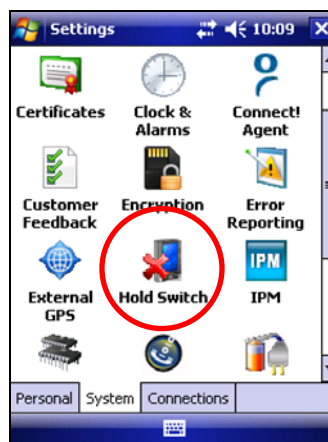 Settings 10:09
Certificates Clock & Alarms Connect! Agent
Customer Feedback Encryption Error Reporting
IPM
External GPS Hold Switch IPM
Personal System Connections